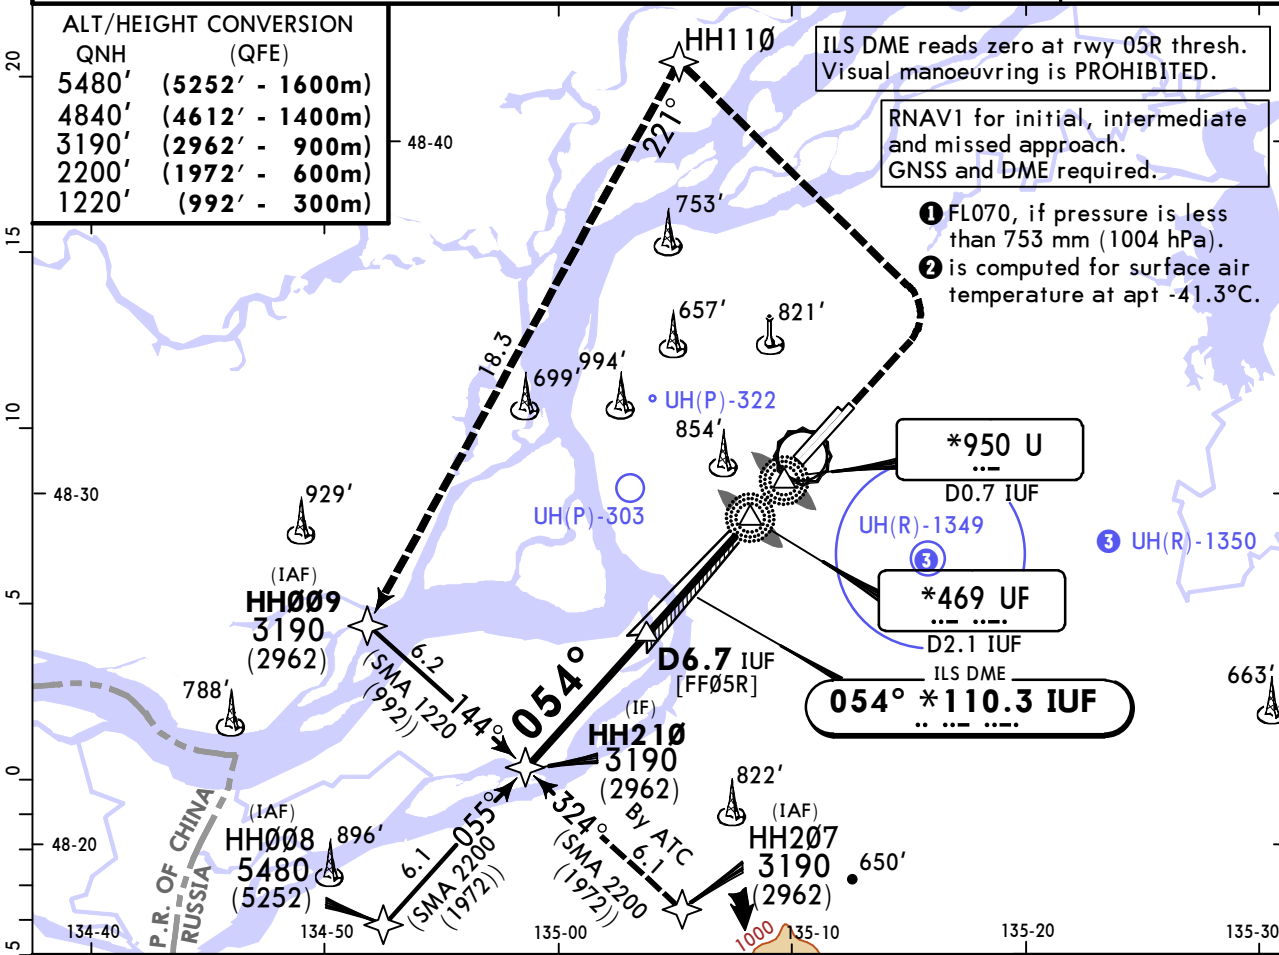 ALT/HEIGHT CONVERSION
QNH (QFE)
5480' (5252' - 1600m)
4840' (4612' - 1400m)
3190' (2962' - 900m)
2200' (1972' - 600m)
1220' (992' - 300m)
HH11Ø
ILS DME reads zero at rwy 05R thresh.
Visual manoeuvring is PROHIBITED.
RNAV1 for initial, intermediate
and missed approach.
GNSS and DME required.
❶ FL070, if pressure is less
than 753 mm (1004 hPa).
❷ is computed for surface air
temperature at apt -41.3°C.
20
15
10
5
0
5
48-40
48-30
48-20
221°
18.3
753'
657'
821'
994'
699'
UH(P)-322
854'
929'
UH(P)-303
*950 U
D0.7 IUF
UH(R)-1349
3
3 UH(R)-1350
*469 UF
D2.1 IUF
ILS DME
054° *110.3 IUF
663'
(IAF)
HHØØ9
3190
(2962)
6.2
144°
(SMA 1220
(992))
054°
D6.7 IUF
[FFØ5R]
(IF)
HH21Ø
3190
(2962)
788'
822'
(IAF)
HHØØ8
5480
(5252)
896'
6.1
055°
(SMA 2200
(1972))
324°
By ATC
6.1
(SMA 2200
(1972))
(IAF)
HH2Ø7
3190
(2962)
650'
1000
P.R. OF CHINA
RUSSIA
134-40
134-50
135-00
135-10
135-20
135-30